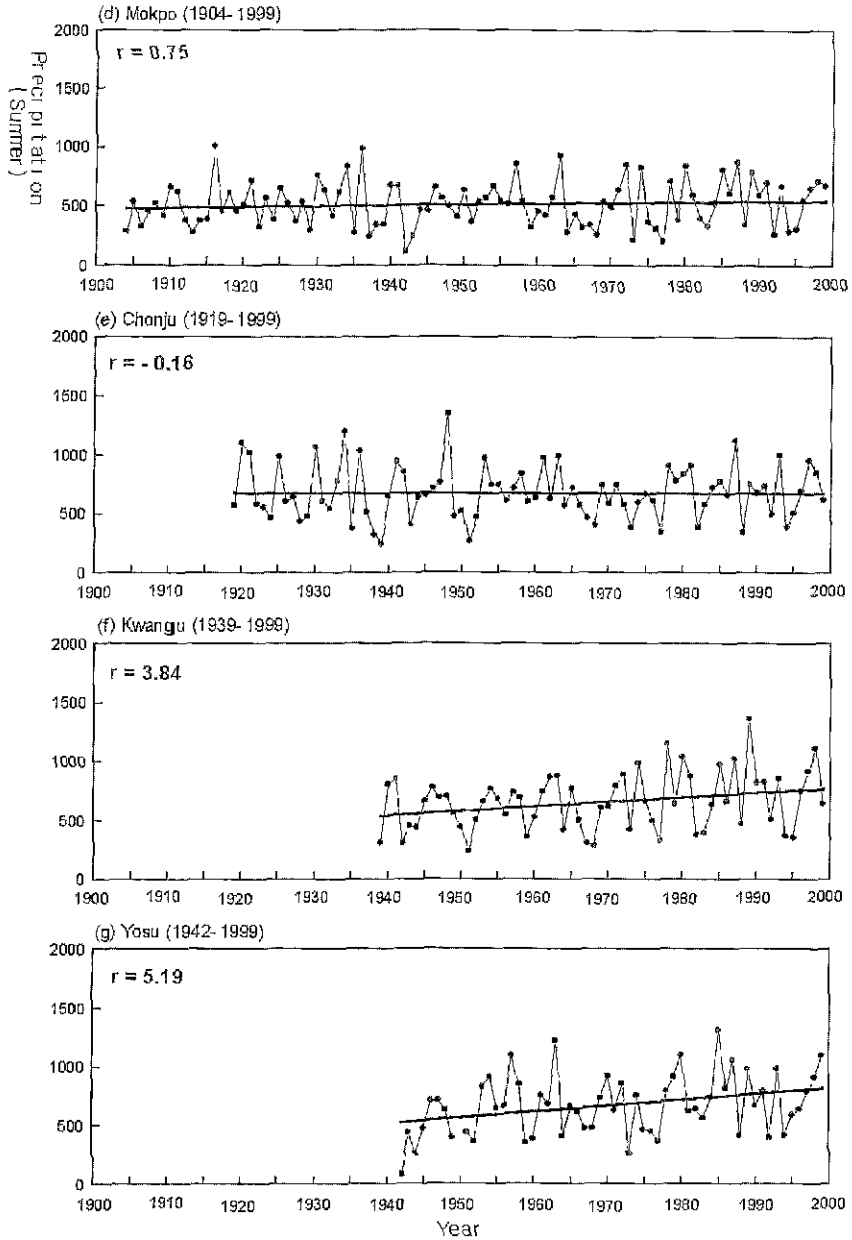 (d) Mokpo (1904-1999)
r = 0.75
Precipitation
(Summer)
2000
1500
1000
500
0
1900 1910 1920 1930 1940 1950 1960 1970 1980 1990 2000
(e) Chonju (1919-1999)
r = - 0.16
2000
1500
1000
500
0
1900 1910 1920 1930 1940 1950 1960 1970 1980 1990 2000
(f) Kwangju (1939-1999)
r = 3.84
2000
1500
1000
500
0
1900 1910 1920 1930 1940 1950 1960 1970 1980 1990 2000
(g) Yosu (1942-1999)
r = 5.19
2000
1500
1000
500
0
1900 1910 1920 1930 1940 1950 1960 1970 1980 1990 2000
Year